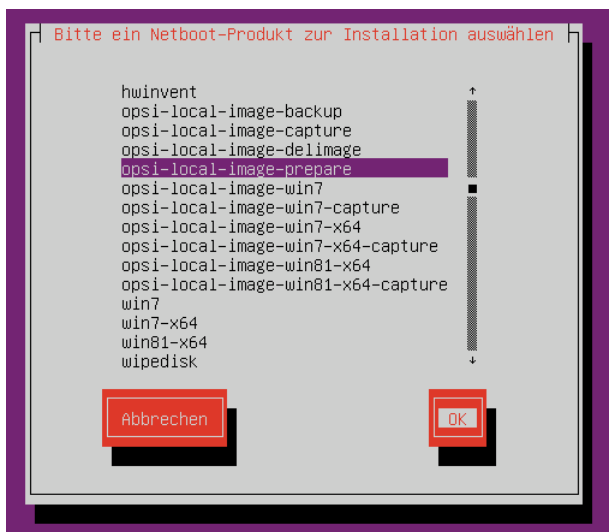 Bitte ein Netboot-Produkt zur Installation auswählen
hwinvent
opsi-local-image-backup
opsi-local-image-capture
opsi-local-image-delimage
opsi-local-image-prepare
opsi-local-image-win7
opsi-local-image-win7-capture
opsi-local-image-win7-x64
opsi-local-image-win7-x64-capture
opsi-local-image-win81-x64
opsi-local-image-win81-x64-capture
win7
win7-x64
win81-x64
wipedisk
Abbrechen
OK